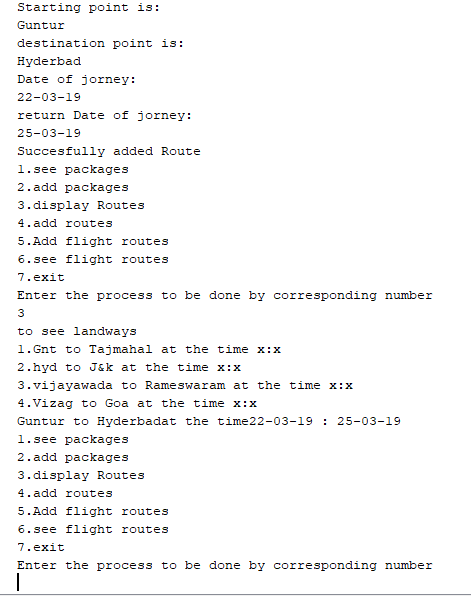 Starting point is:
Guntur
destination point is:
Hyderbad
Date of jorney:
22-03-19
return Date of jorney:
25-03-19
Succesfully added Route
1.see packages
2.add packages
3.display Routes
4.add routes
5.Add flight routes
6.see flight routes
7.exit
Enter the process to be done by corresponding number
3
to see landways
1.Gnt to Tajmahal at the time x:x
2.hyd to J&k at the time x:x
3.vijayawada to Rameswaram at the time x:x
4.Vizag to Goa at the time x:x
Guntur to Hyderbadat the time22-03-19 : 25-03-19
1.see packages
2.add packages
3.display Routes
4.add routes
5.Add flight routes
6.see flight routes
7.exit
Enter the process to be done by corresponding number